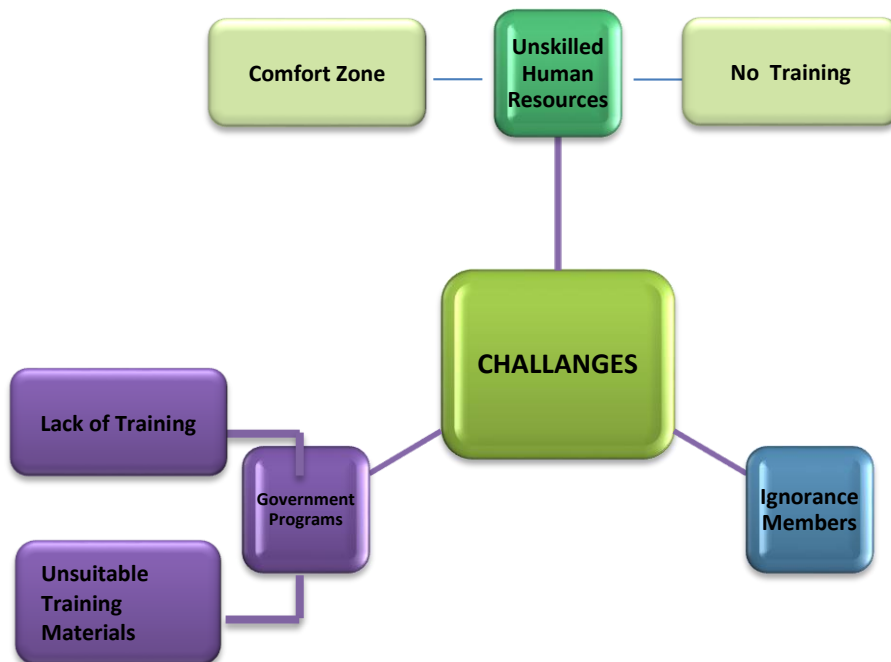 Comfort Zone
Unskilled
Human
Resources
No Training
CHALLANGES
Lack of Training
Government
Programs
Ignorance
Members
Unsuitable
Training
Materials